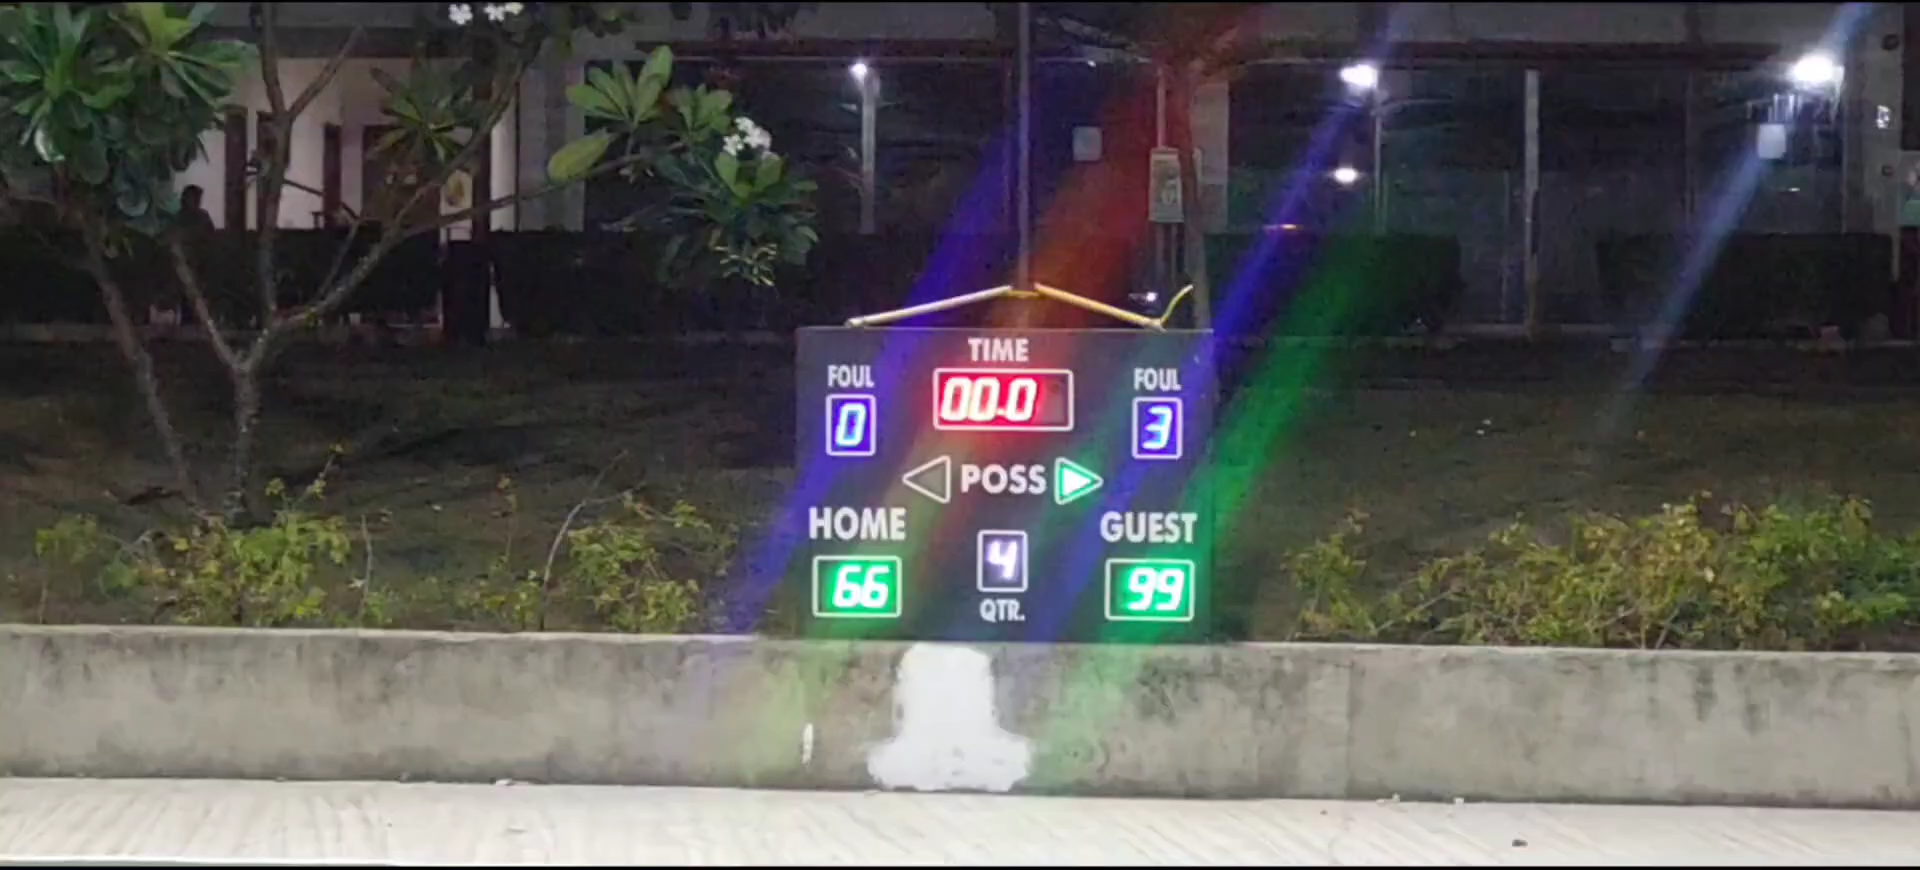 TIME
FOUL 00.0 FOUL
0 3
POSS
HOME GUEST
66 4 99
QTR.